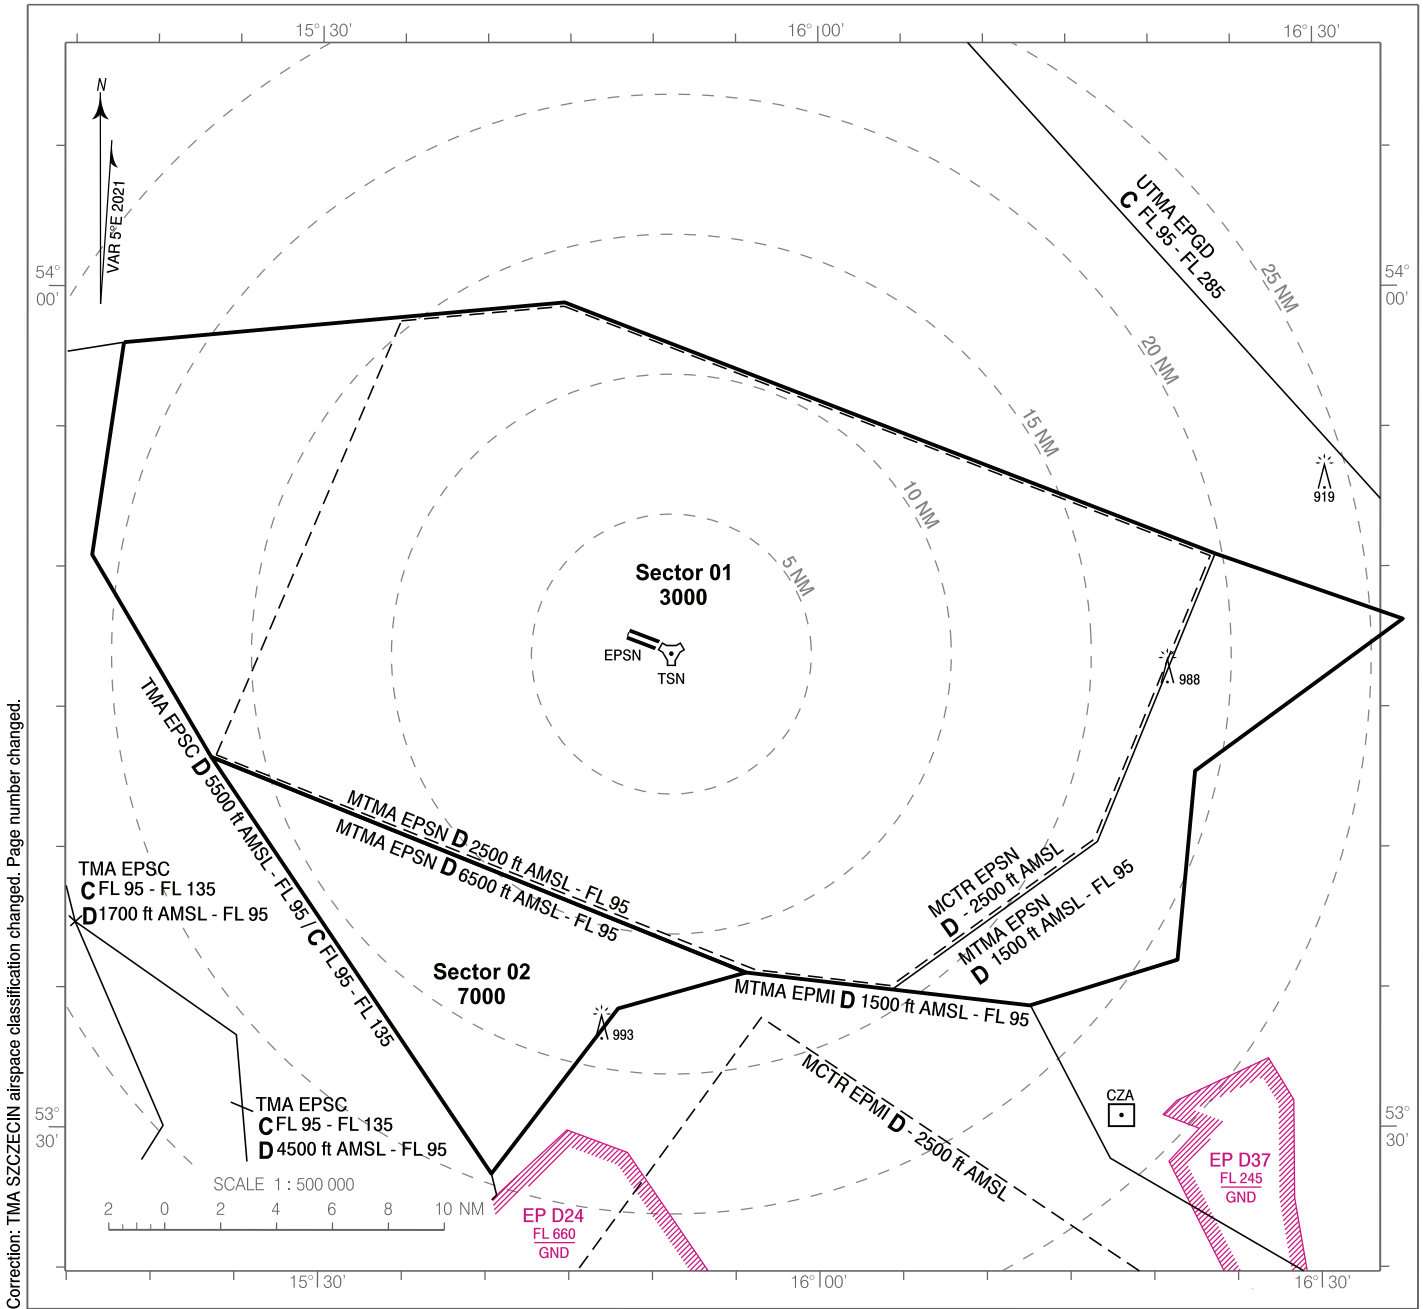 15° 30'
16° 00'
16° 30'
N
VAR 5°E 2021
54°
00'
54°
00'
UTMA EPGD
C FL 95 - FL 285
25 NM
20 NM
15 NM
10 NM
5 NM
919
Sector 01
3000
EPSN
TSN
988
TMA EPSC D 5500 ft AMSL - FL 95 / C FL 95 - FL 135
MTMA EPSN D 2500 ft AMSL - FL 95
MTMA EPSN D 6500 ft AMSL - FL 95
MCTR EPSN
D - 2500 ft AMSL
MTMA EPSN
D 1500 ft AMSL - FL 95
TMA EPSC
C FL 95 - FL 135
D 1700 ft AMSL - FL 95
Sector 02
7000
MTMA EPMI D 1500 ft AMSL - FL 95
993
MCTR EPMI D - 2500 ft AMSL
CZA
53°
30'
53°
30'
TMA EPSC
C FL 95 - FL 135
D 4500 ft AMSL - FL 95
EP D37
FL 245
GND
SCALE 1 : 500 000
2 0 2 4 6 8 10 NM
EP D24
FL 660
GND
15° 30'
16° 00'
16° 30'
Correction: TMA SZCZECIN airspace classification changed. Page number changed.